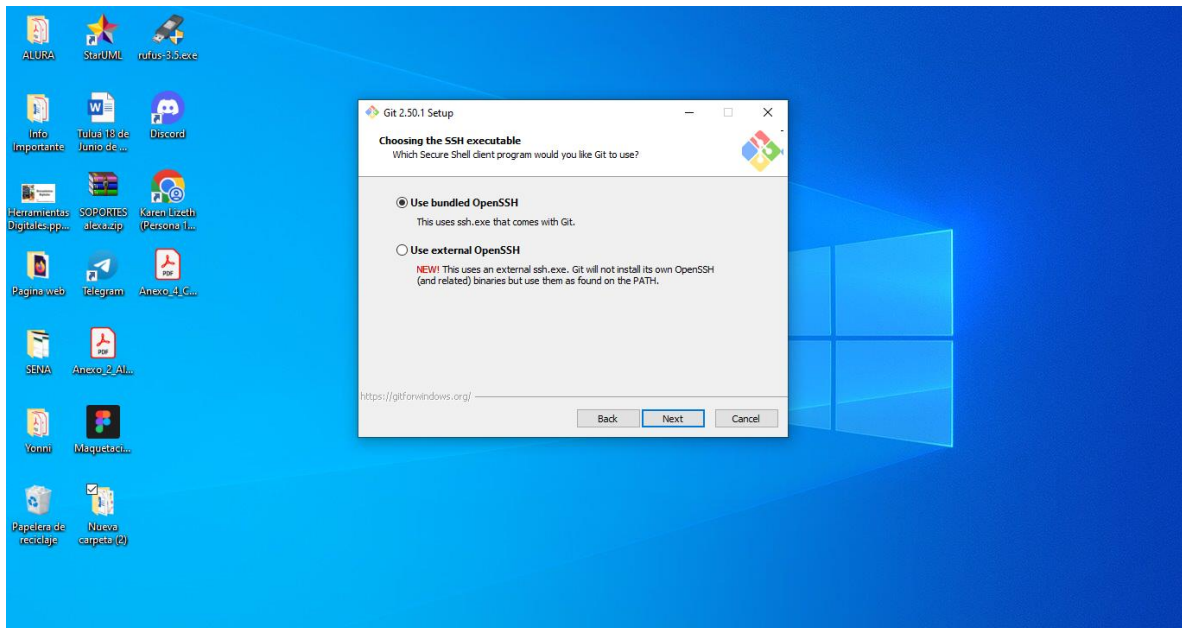 ALURA
StarUML
rufus-3.5.exe
Info
Importante
Tuluá 18 de
Junio de ...
Discord
Herramientas
Digitales.pp...
SOPORTES
alexa.zip
Karen Lizeth
(Persona 1...
Pagina web
Telegram
PDF
Anexo_4_C...
SENA
PDF
Anexo_2_Al...
Yonni
Maquetaci...
Papelera de
reciclaje
Nueva
carpeta (2)
Git 2.50.1 Setup
Choosing the SSH executable
Which Secure Shell client program would you like Git to use?
Use bundled OpenSSH
This uses ssh.exe that comes with Git.
Use external OpenSSH
NEW! This uses an external ssh.exe. Git will not install its own OpenSSH
(and related) binaries but use them as found on the PATH.
https://gitforwindows.org/
Back Next Cancel